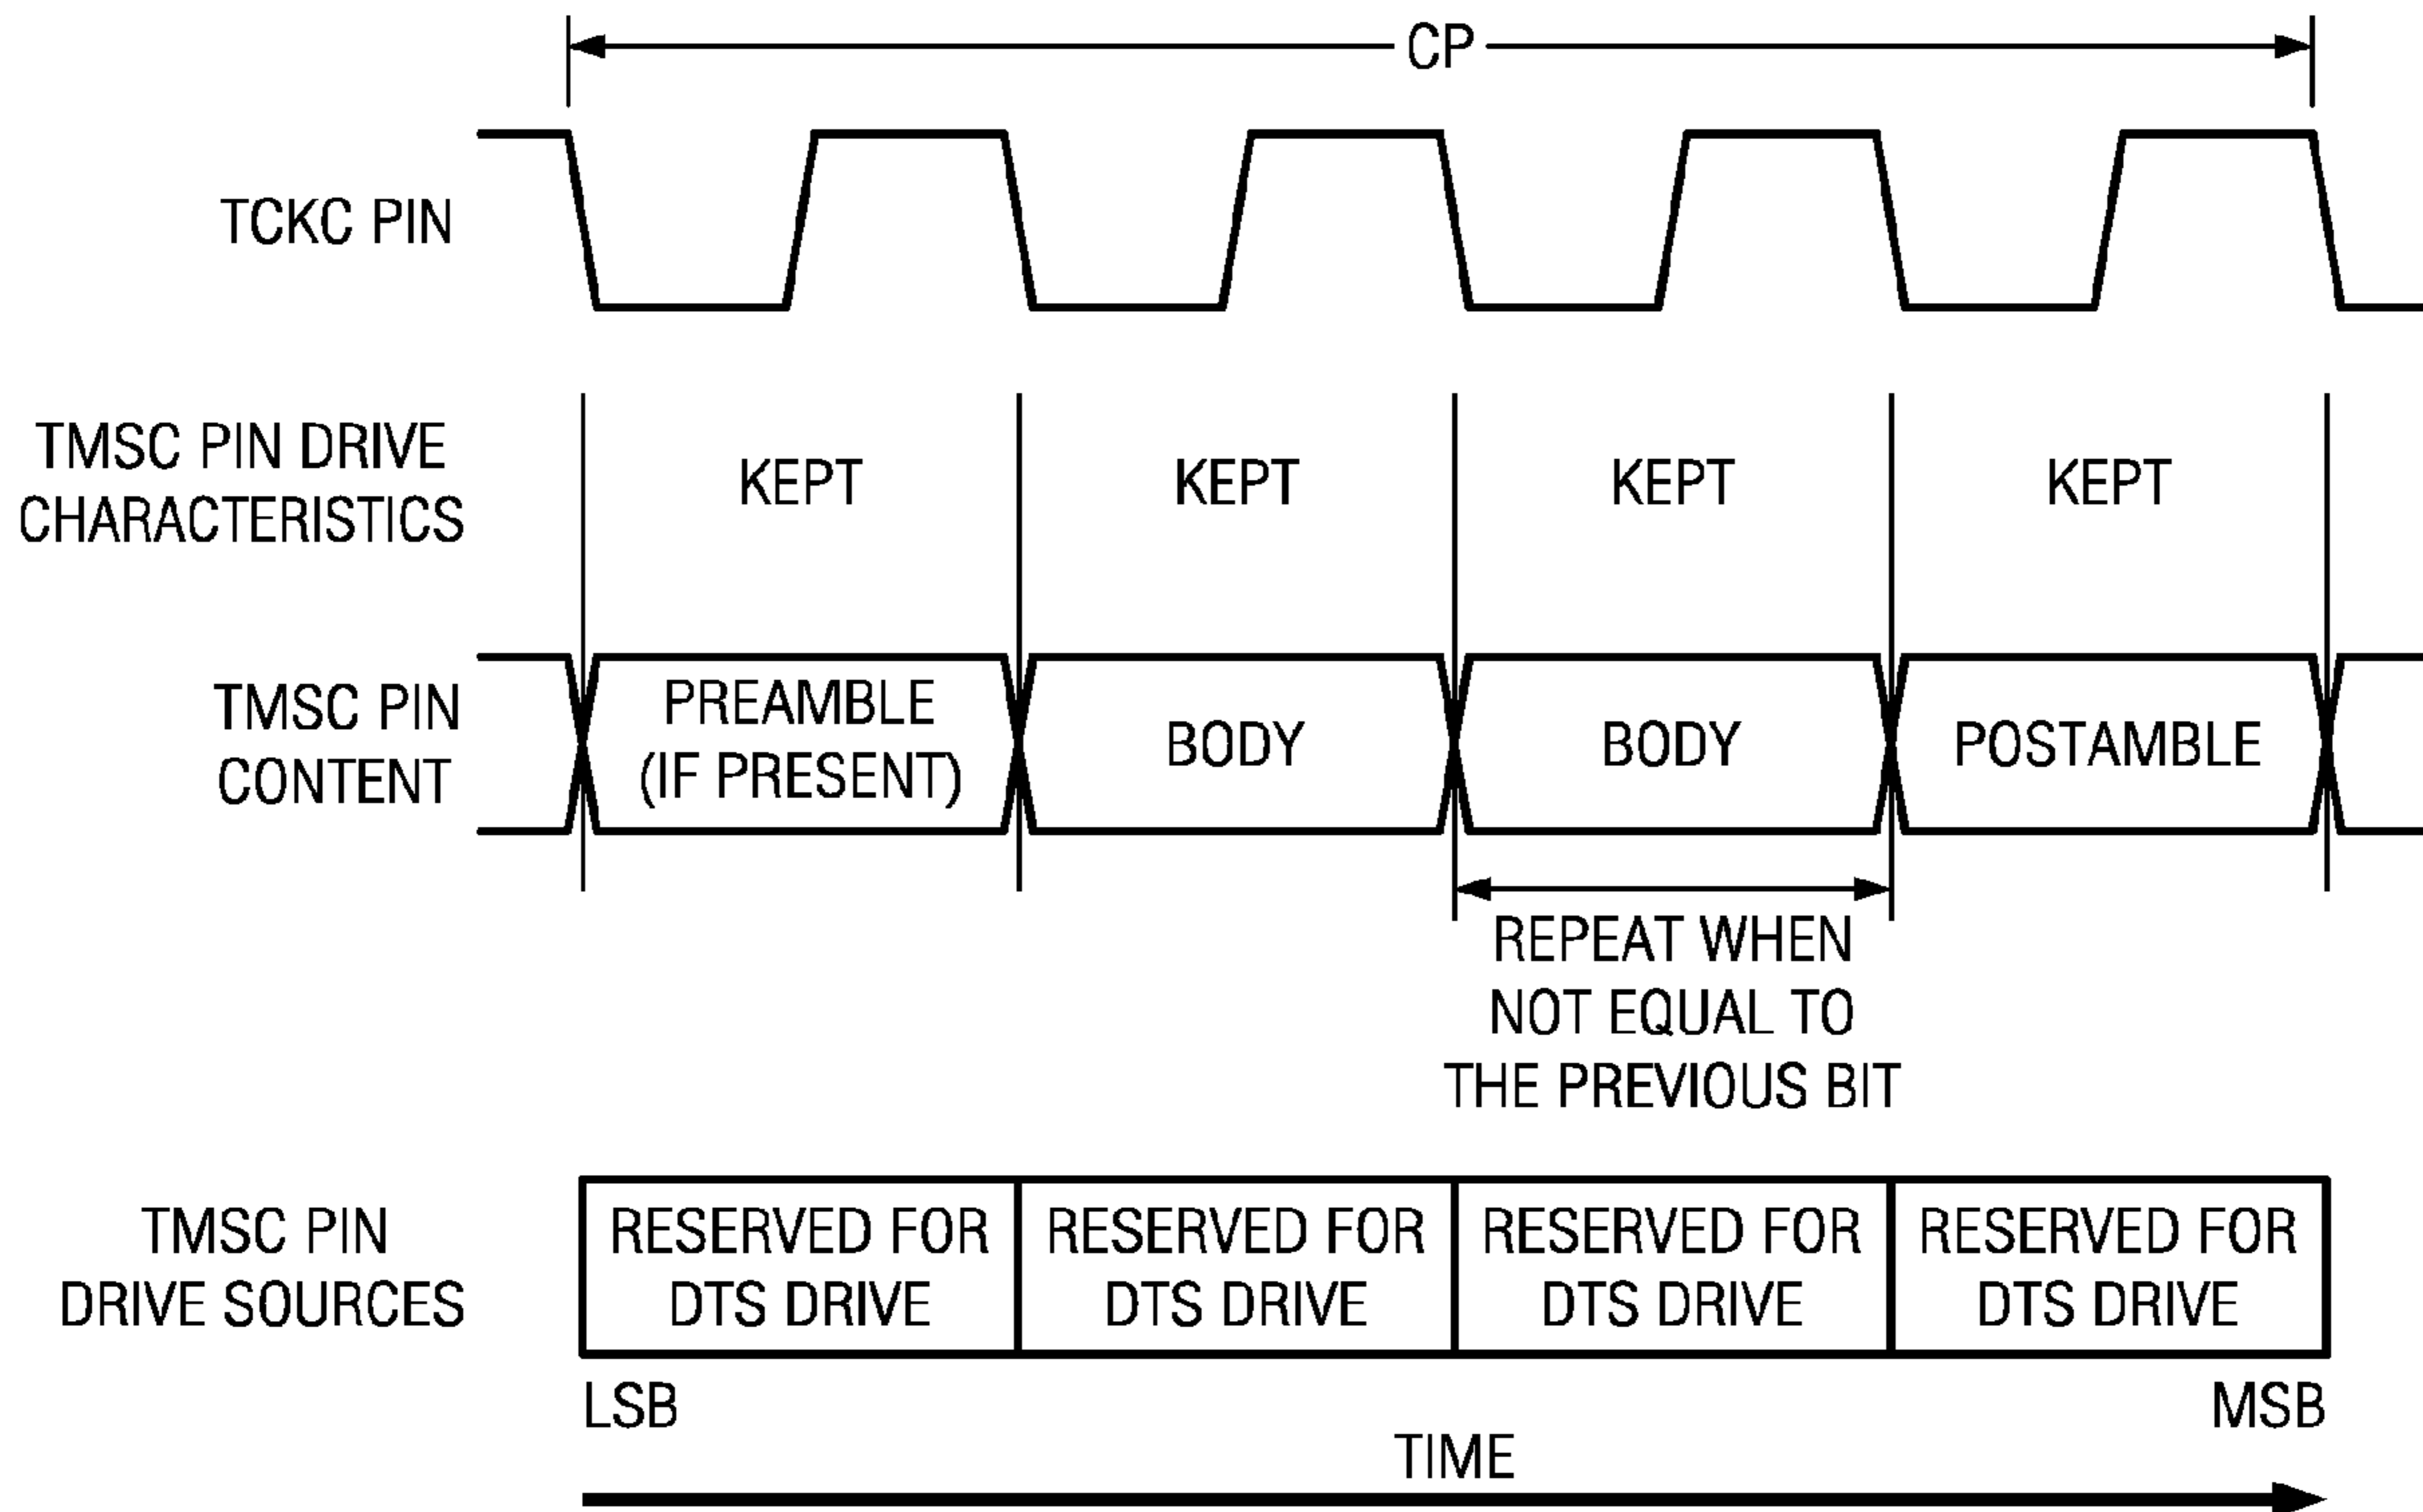 CP
TCKC PIN
TMSC PIN DRIVE
CHARACTERISTICS
KEPT
KEPT
KEPT
KEPT
TMSC PIN
CONTENT
PREAMBLE
(IF PRESENT)
BODY
BODY
POSTAMBLE
REPEAT WHEN
NOT EQUAL TO
THE PREVIOUS BIT
TMSC PIN
DRIVE SOURCES
RESERVED FOR
DTS DRIVE
RESERVED FOR
DTS DRIVE
RESERVED FOR
DTS DRIVE
RESERVED FOR
DTS DRIVE
LSB
MSB
TIME